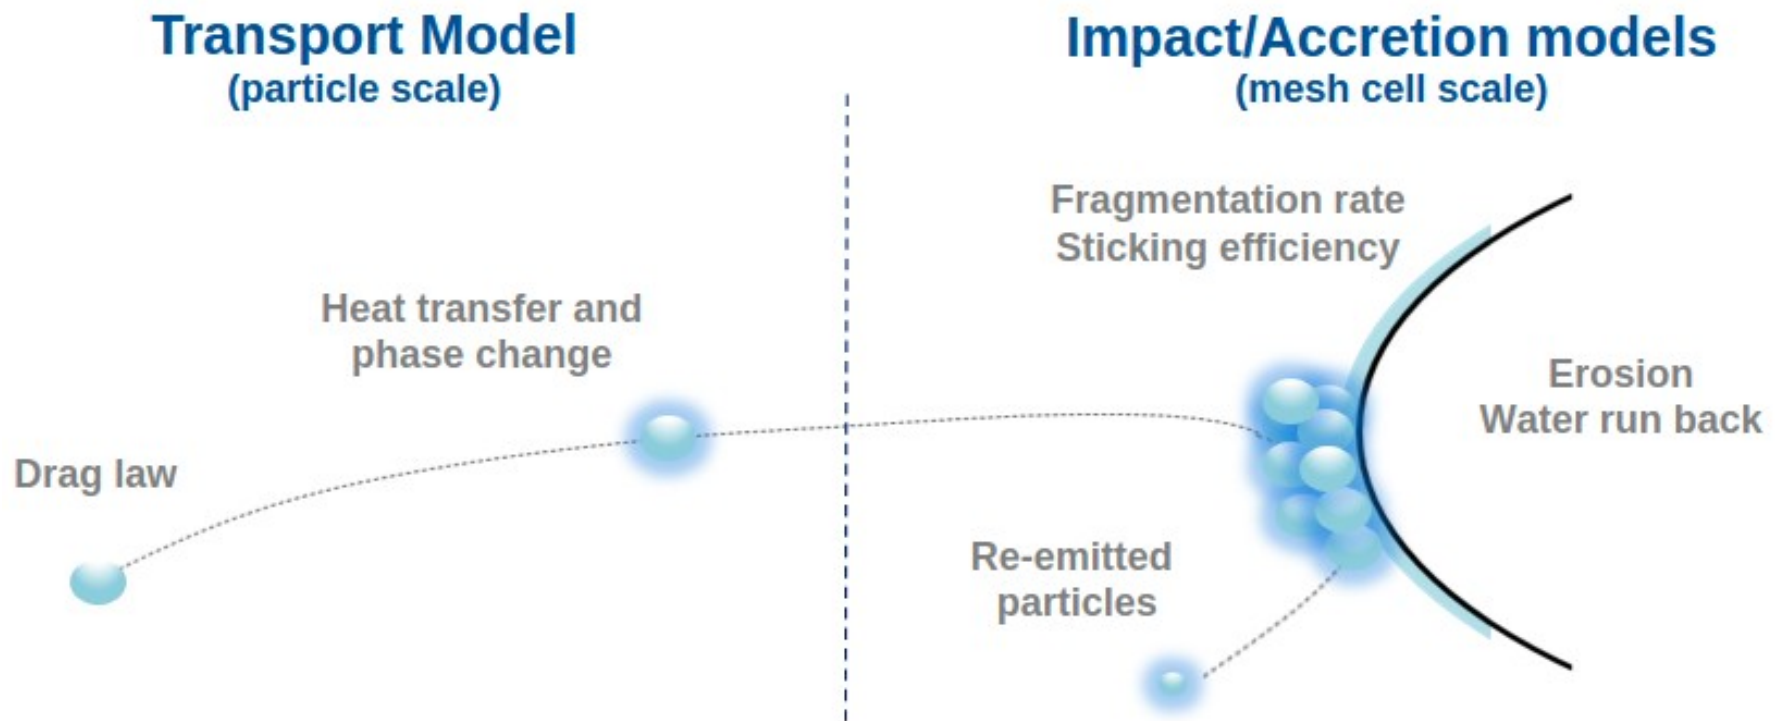 Transport Model
(particle scale)
Impact/Accretion models
(mesh cell scale)
Fragmentation rate
Sticking efficiency
Heat transfer and
phase change
Erosion
Water run back
Drag law
Re-emitted
particles